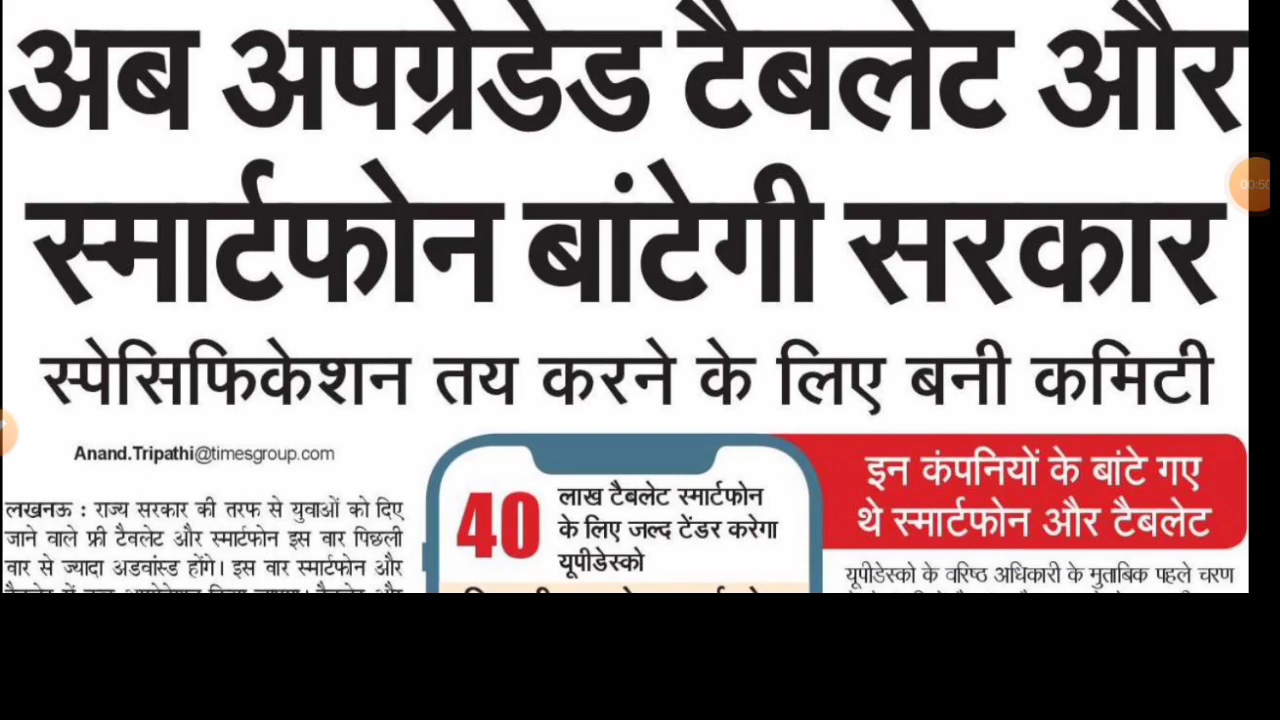 अब अपग्रेडेड टैबलेट और
स्मार्टफोन बांटेगी सरकार
स्पेसिफिकेशन तय करने के लिए बनी कमिटी
Anand.Tripathi@timesgroup.com
लखनऊ : राज्य सरकार की तरफ से युवाओं को दिए
जाने वाले फ्री टैबलेट और स्मार्टफोन इस बार पिछली
वार से ज्यादा अडवांस्ड होंगे। इस वार स्मार्टफोन और
40 लाख टैबलेट स्मार्टफोन
के लिए जल्द टेंडर करेगा
यूपीडेस्को
इन कंपनियों के बांटे गए
थे स्मार्टफोन और टैबलेट
यूपीडेस्को के वरिष्ठ अधिकारी के मुताबिक पहले चरण
00:50